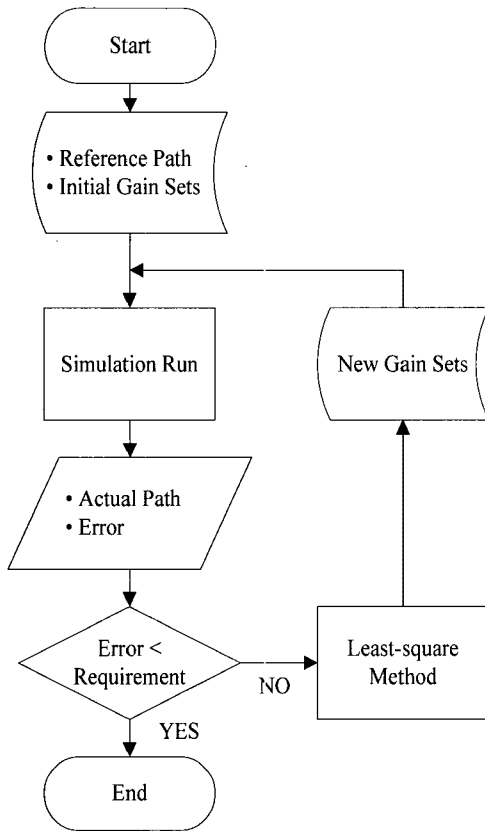 Start
• Reference Path
• Initial Gain Sets
Simulation Run
New Gain Sets
• Actual Path
• Error
Error <
Requirement
NO
Least-square
Method
YES
End